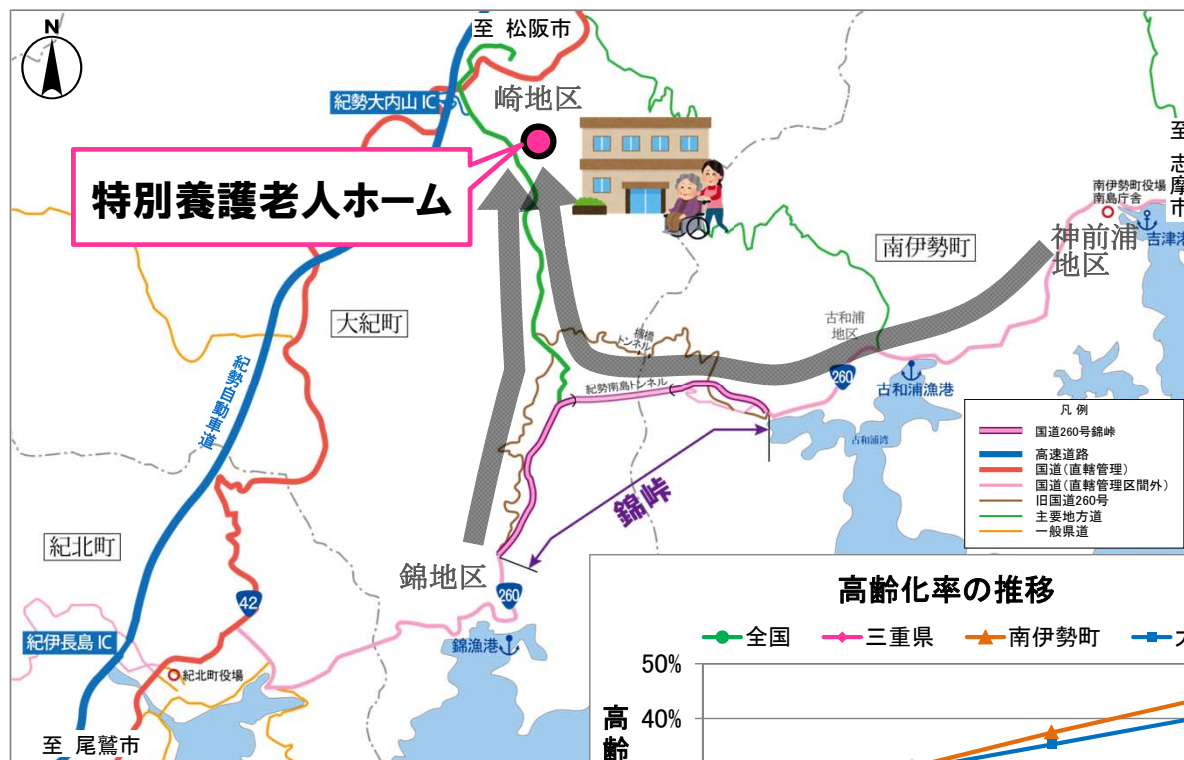 N
至 松阪市
紀勢大内山 IC
崎地区
特別養護老人ホーム
至 志摩市
南伊勢町役場
南島庁舎
吉津港
神前浦
地区
南伊勢町
大紀町
古和浦
地区
棚橋
トンネル
紀勢南島トンネル
260
古和浦漁港
古和浦湾
紀勢自動車道
錦峠
凡 例
国道260号錦峠
高速道路
国道(直轄管理)
国道(直轄管理区間外)
旧国道260号
主要地方道
一般県道
紀北町
錦地区
260
42
紀伊長島 IC
錦漁港
紀北町役場
至 尾鷲市
高齢化率の推移
全国
三重県
南伊勢町
50%
40%
高齢